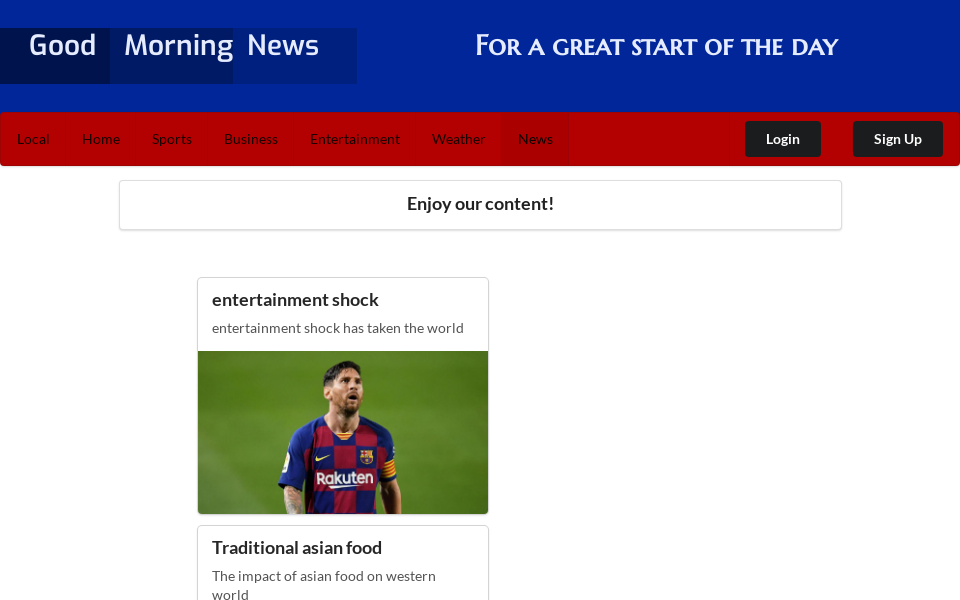 Good Morning News
For a great start of the day
Local Home Sports Business Entertainment Weather News Login Sign Up
Enjoy our content!
entertainment shock
entertainment shock has taken the world
Rakuten
Traditional asian food
The impact of asian food on western
world